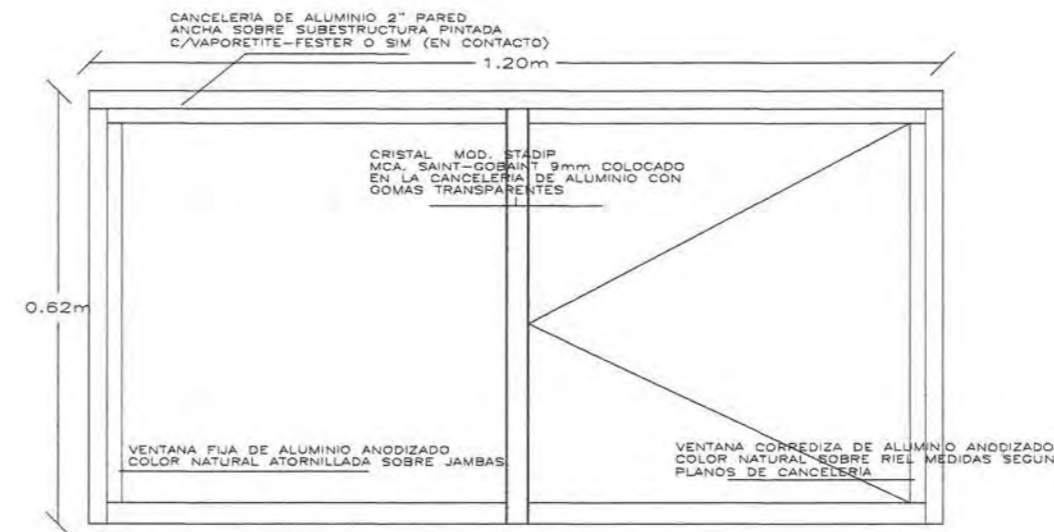 CANCELERIA DE ALUMINIO 2" PARED
ANCHA SOBRE SUBESTRUCTURA PINTADA
C/VAPORETITE-FESTER O SIM (EN CONTACTO)
1.20m
CRISTAL MOD. STADIP
MCA. SAINT-GOBAINT 9mm COLOCADO
EN LA CANCELERIA DE ALUMINIO CON
GOMAS TRANSPARENTES
0.62m
VENTANA FIJA DE ALUMINIO ANODIZADO
COLOR NATURAL ATORNILLADA SOBRE JAMBAS
VENTANA CORREDIZA DE ALUMINIO ANODIZADO
COLOR NATURAL SOBRE RIEL MEDIDAS SEGUN
PLANOS DE CANCELERIA